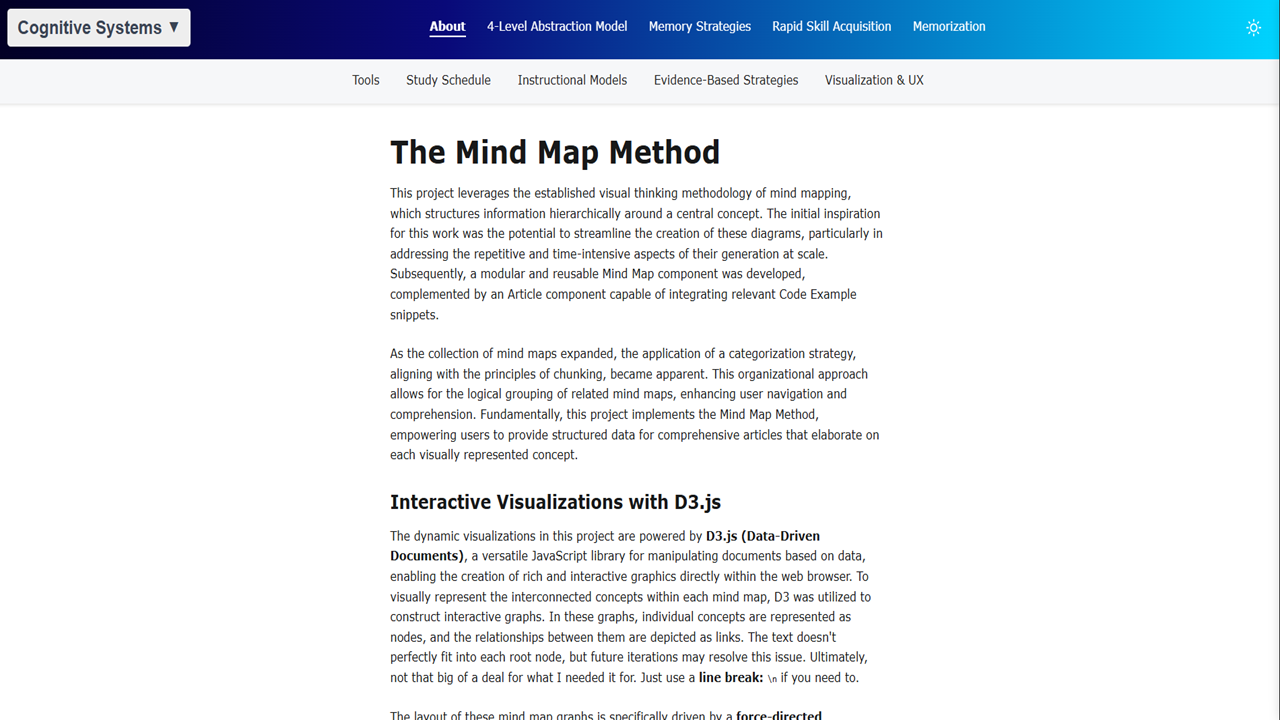 Cognitive Systems ▼
About 4-Level Abstraction Model Memory Strategies Rapid Skill Acquisition Memorization
Tools Study Schedule Instructional Models Evidence-Based Strategies Visualization & UX
The Mind Map Method
This project leverages the established visual thinking methodology of mind mapping,
which structures information hierarchically around a central concept. The initial inspiration
for this work was the potential to streamline the creation of these diagrams, particularly in
addressing the repetitive and time-intensive aspects of their generation at scale.
Subsequently, a modular and reusable Mind Map component was developed,
complemented by an Article component capable of integrating relevant Code Example
snippets.
As the collection of mind maps expanded, the application of a categorization strategy,
aligning with the principles of chunking, became apparent. This organizational approach
allows for the logical grouping of related mind maps, enhancing user navigation and
comprehension. Fundamentally, this project implements the Mind Map Method,
empowering users to provide structured data for comprehensive articles that elaborate on
each visually represented concept.
Interactive Visualizations with D3.js
The dynamic visualizations in this project are powered by D3.js (Data-Driven
Documents), a versatile JavaScript library for manipulating documents based on data,
enabling the creation of rich and interactive graphics directly within the web browser. To
visually represent the interconnected concepts within each mind map, D3 was utilized to
construct interactive graphs. In these graphs, individual concepts are represented as
nodes, and the relationships between them are depicted as links. The text doesn't
perfectly fit into each root node, but future iterations may resolve this issue. Ultimately,
not that big of a deal for what I needed it for. Just use a line break: \n if you need to.
The layout of these mind map graphs is specifically driven by a force-directed